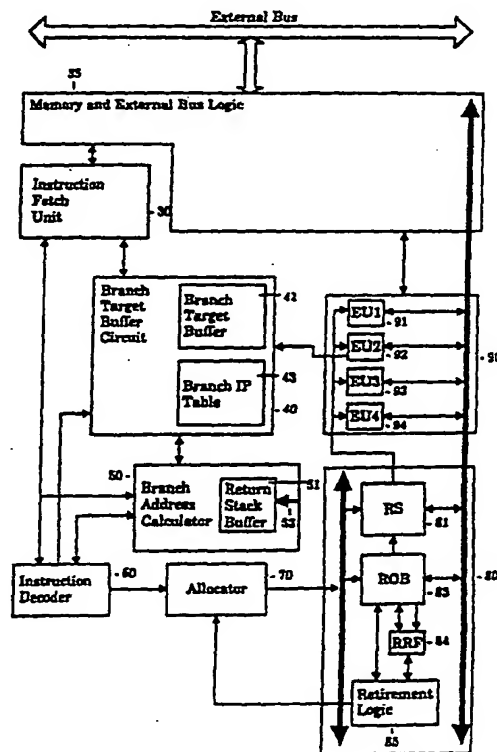 External Bus
35
Memory and External Bus Logic
Instruction
Fetch
Unit
30
Branch
Target
Buffer
Circuit
Branch
Target
Buffer
42
Branch IP
Table
43
40
EU1
91
EU2
92
EU3
93
EU4
94
90
50
Branch
Address
Calculator
Return
Stack
Buffer
51
53
RS
81
Instruction
Decoder
60
Allocator
70
ROB
83
80
RRF
84
Retirement
Logic
85